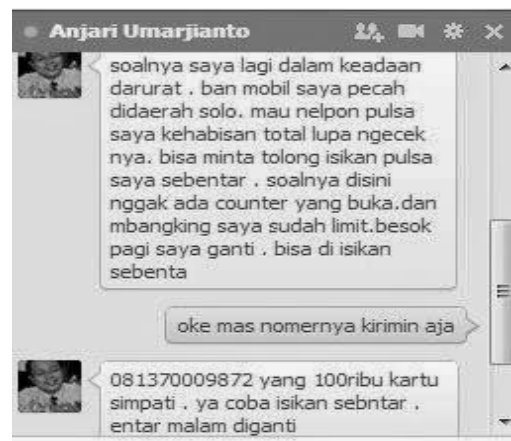 Anjari Umarjianto
soalnya saya lagi dalam keadaan
darurat . ban mobil saya pecah
didaerah solo. mau nelpon pulsa
saya kehabisan total lupa ngecek
nya. bisa minta tolong isikan pulsa
saya sebentar . soalnya disini
nggak ada counter yang buka.dan
mbangking saya sudah limit.besok
pagi saya ganti . bisa di isikan
sebenta
oke mas nomernya kirimin aja
081370009872 yang 100ribu kartu
simpati . ya coba isikan sebntar .
entar malam diganti